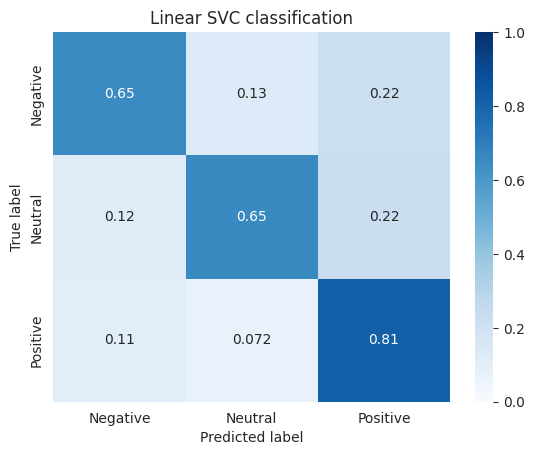 Linear SVC classification
True label
Negative 0.65 0.13 0.22
Neutral 0.12 0.65 0.22
Positive 0.11 0.072 0.81
Negative Neutral Positive
Predicted label
1.0
0.8
0.6
0.4
0.2
0.0